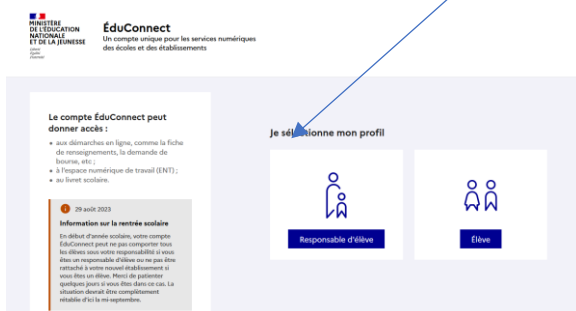 MINISTÈRE
DE L'ÉDUCATION
NATIONALE
ET DE LA JEUNESSE
Liberté
Égalité
Fraternité
ÉduConnect
Un compte unique pour les services numériques
des écoles et des établissements
Le compte ÉduConnect peut
donner accès :
aux démarches en ligne, comme la fiche
de renseignements, la demande de
bourse, etc ;
à l'espace numérique de travail (ENT) ;
au livret scolaire.
29 août 2023
Information sur la rentrée scolaire
En début d'année scolaire, votre compte
ÉduConnect peut ne pas comporter tous
les élèves sous votre responsabilité si vous
êtes un responsable d'élève ou ne pas être
rattaché à votre nouvel établissement si
vous êtes un élève. Merci de patienter
quelques jours si vous êtes dans ce cas. La
situation devrait être complètement
rétablie d'ici la mi-septembre.
Je sélectionne mon profil
Responsable d'élève
Élève